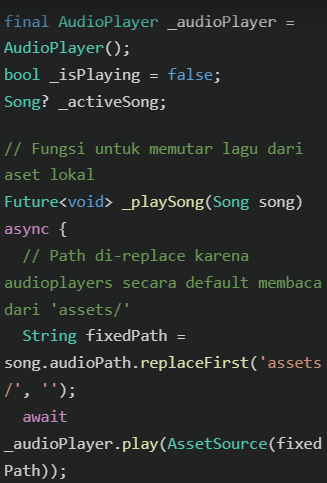 final AudioPlayer _audioPlayer =
AudioPlayer();
bool _isPlaying = false;
Song? _activeSong;

// Fungsi untuk memutar lagu dari
aset lokal
Future<void> _playSong(Song song)
async {
  // Path di-replace karena
audioplayers secara default membaca
dari 'assets/'
  String fixedPath =
song.audioPath.replaceFirst('assets
/', '');
  await
_audioPlayer.play(AssetSource(fixed
Path));